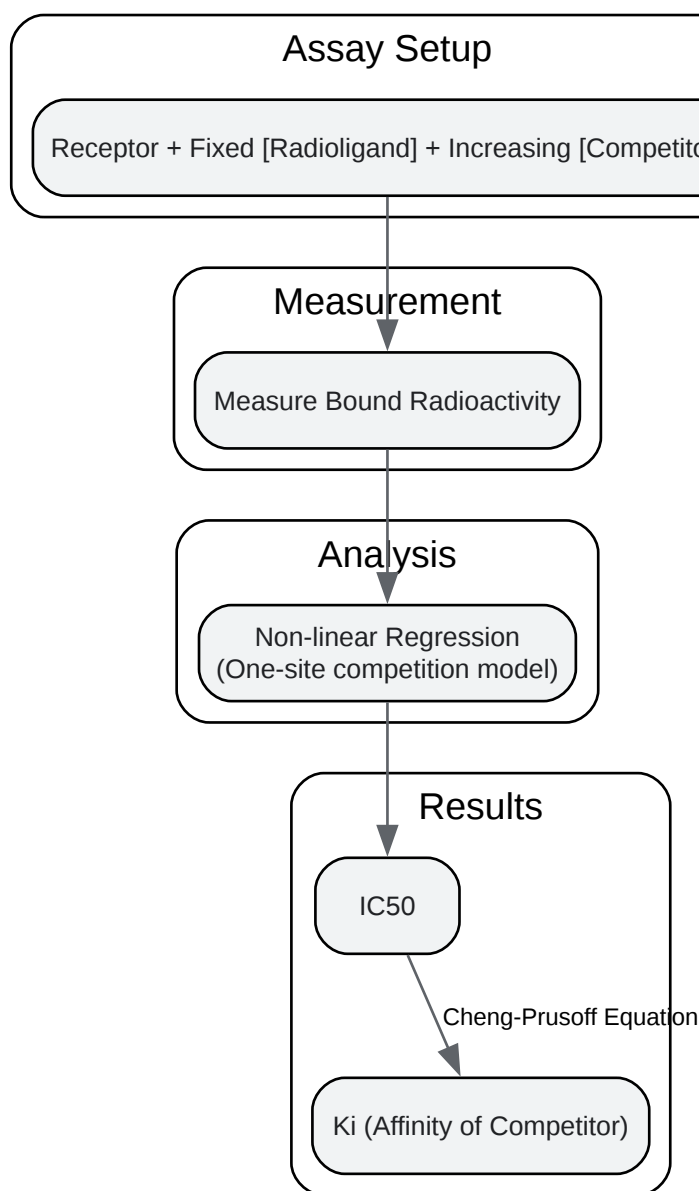 Assay Setup
Receptor + Fixed [Radioligand] + Increasing
Measurement
Measure Bound Radioactivity
Analysis
Non-linear Regression
(One-site competition model)
Results
IC50
Cheng-Prusoff Equation
Ki (Affinity of Competitor)